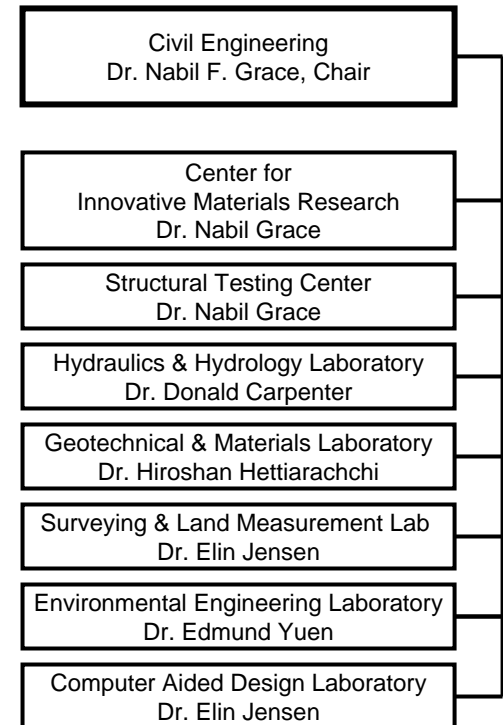 Civil Engineering
Dr. Nabil F. Grace, Chair
Center for
Innovative Materials Research
Dr. Nabil Grace
Structural Testing Center
Dr. Nabil Grace
Hydraulics & Hydrology Laboratory
Dr. Donald Carpenter
Geotechnical & Materials Laboratory
Dr. Hiroshan Hettiarachchi
Surveying & Land Measurement Lab
Dr. Elin Jensen
Environmental Engineering Laboratory
Dr. Edmund Yuen
Computer Aided Design Laboratory
Dr. Elin Jensen